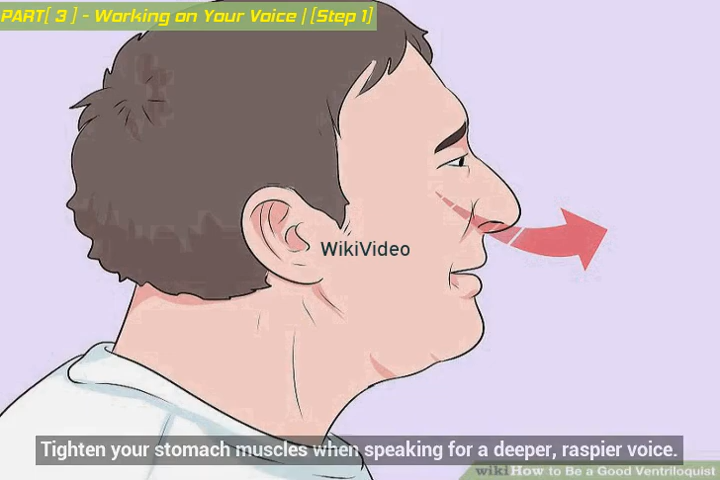 PART[ 3 ] - Working on Your Voice | [Step 1]
WikiVideo
Tighten your stomach muscles when speaking for a deeper, raspier voice.
wikiHow to Be a Good Ventriloquist